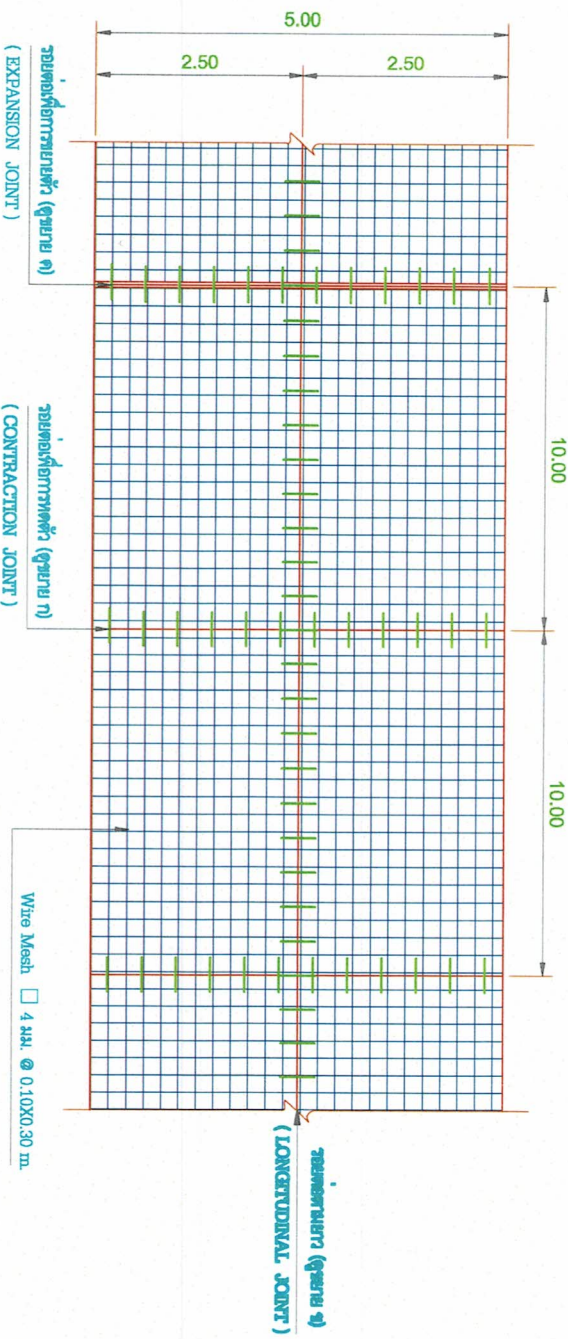 5.00
2.50
2.50
10.00
10.00
รอยต่อเพื่อการขยายตัว (ดูขยาย ค)
( EXPANSION JOINT )
รอยต่อเพื่อการหดตัว (ดูขยาย ก)
( CONTRACTION JOINT )
Wire Mesh □ 4 มม. @ 0.10X0.30 m.
รอยต่อตามยาว (ดูขยาย ข)
( LONGITUDINAL JOINT )